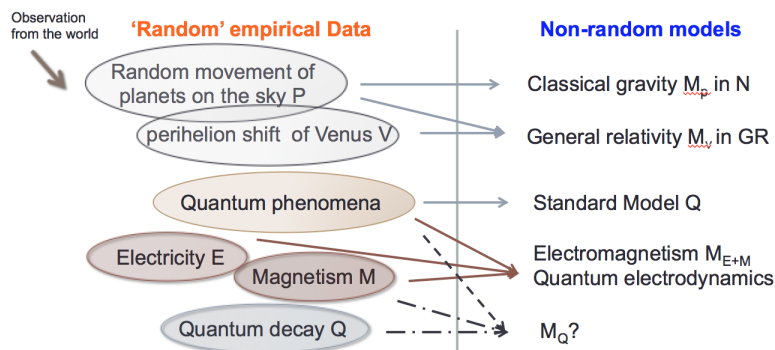 Observation
from the world
‘Random’ empirical Data
Non-random models
Random movement of
planets on the sky P
Classical gravity Mp in N
perihelion shift of Venus V
General relativity Mv in GR
Quantum phenomena
Standard Model Q
Electricity E
Magnetism M
Electromagnetism ME+M
Quantum electrodynamics
Quantum decay Q
MQ?